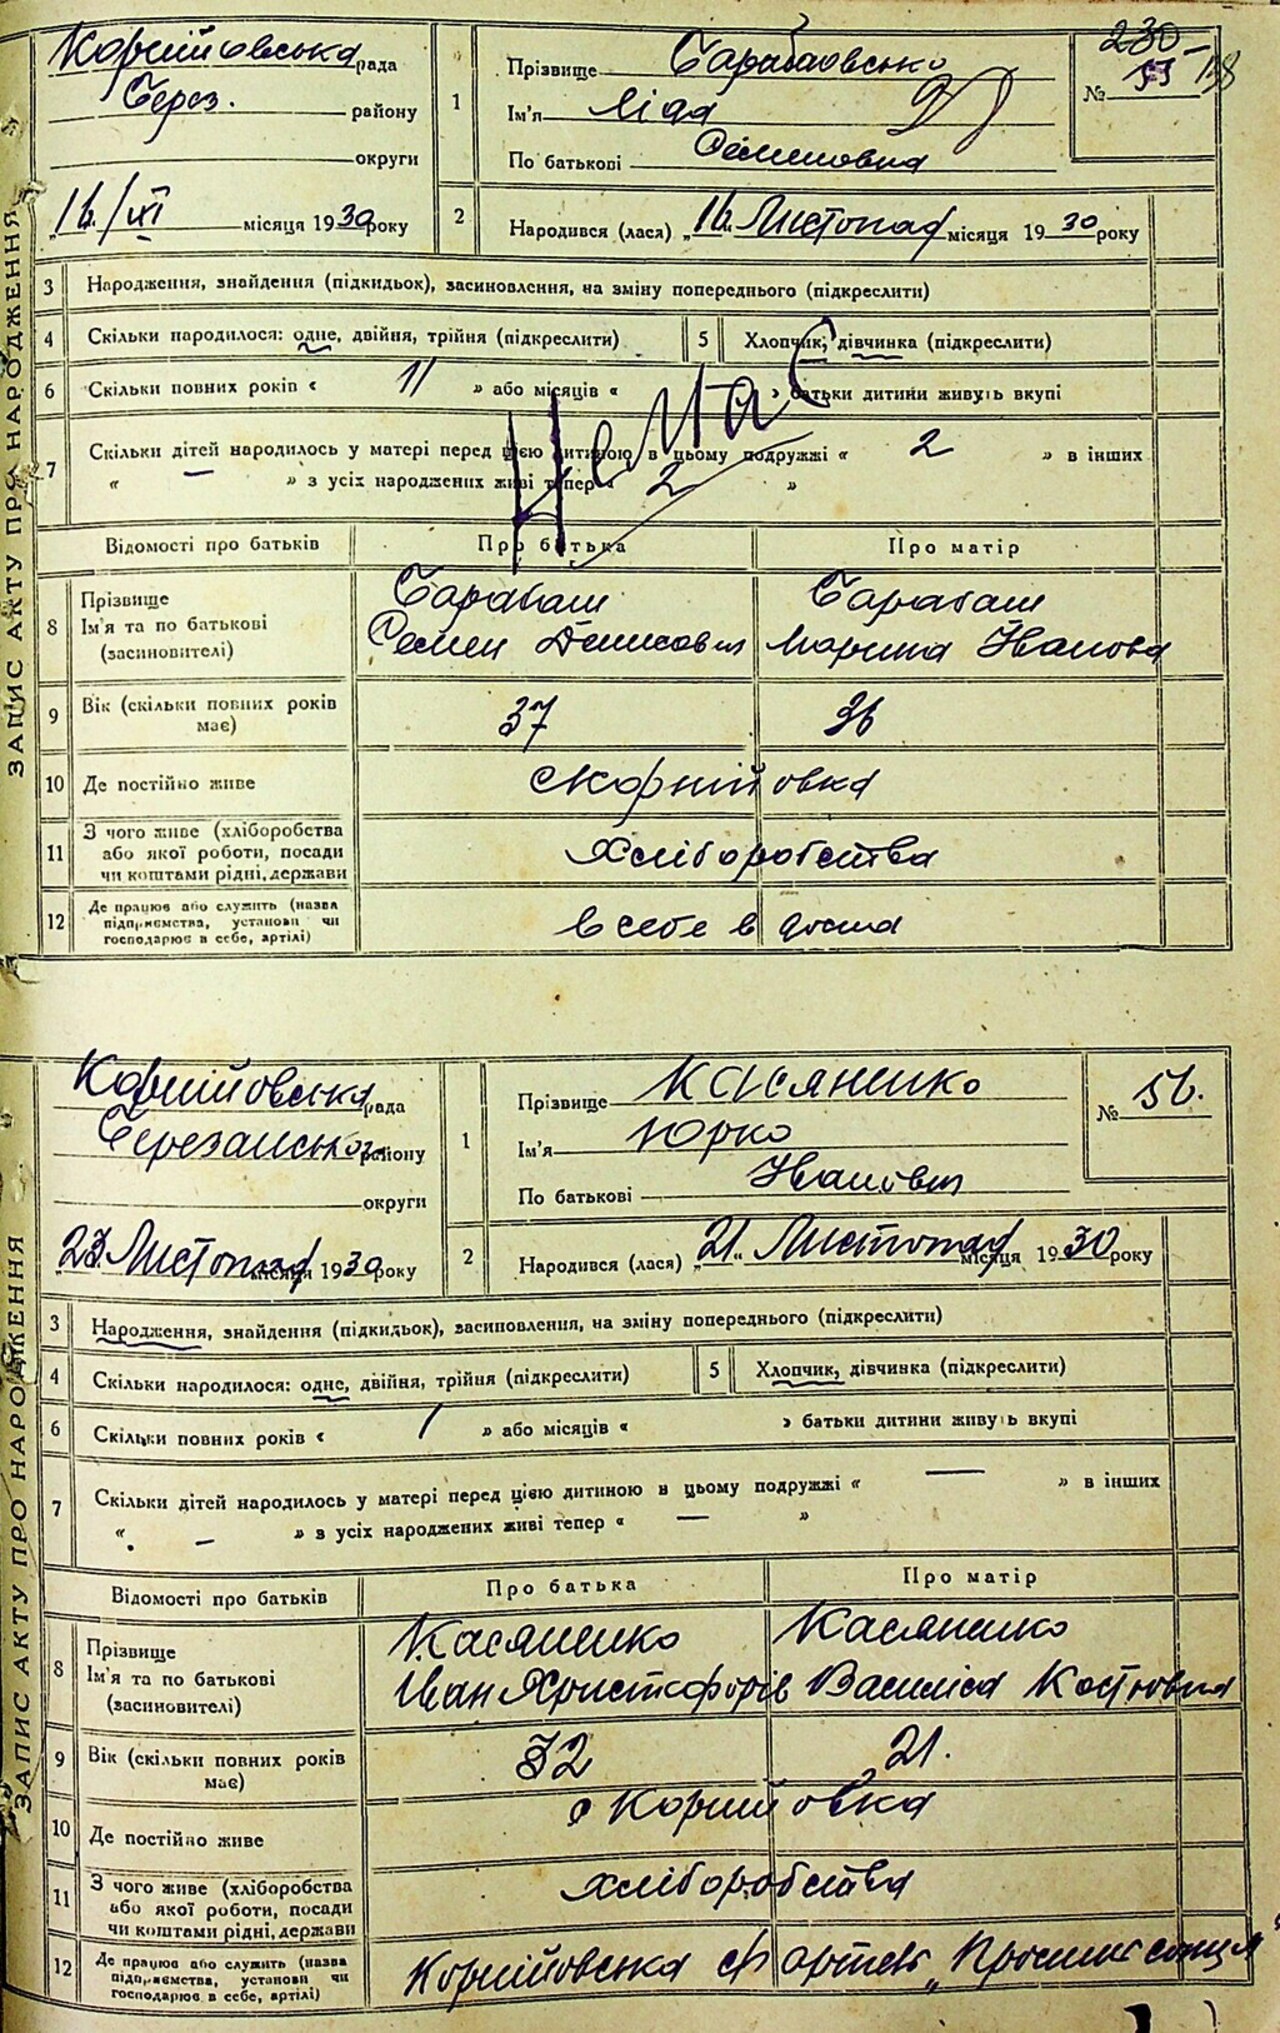 ЗАПИС АКТУ ПРО НАРОДЖЕННЯ
Корнійовська рада
Берез. району
округи
16/XI місяця 1930 року
1 Прізвище
Ім'я Ліда
По батькові Семеновна
№ 55
2 Народився (лася) „16" Листопад місяця 1930 року
3 Народження, знайдення (підкидьок), засиновлення, на зміну попереднього (підкреслити)
4 Скільки народилося: одне, двійня, трійня (підкреслити) 5 Хлопчик, дівчинка (підкреслити)
6 Скільки повних років « 11 » або місяців « » батьки дитини живуть вкупі
Нема
7 Скільки дітей народилось у матері перед цією дитиною в цьому подружжі « 2 » в інших
« — » з усіх народжених живі тепер « 2 »
Відомості про батьків Про батька Про матір
8 Прізвище Ім'я та по батькові (засиновителі) Барабаш Семен Денисович Барабаш Марина Іванова
9 Вік (скільки повних років має) 37 36
10 Де постійно живе с Корнійовка
11 З чого живе (хліборобства або якої роботи, посади чи коштами рідні, держави Хліборобства
12 Де працює або служить (назва підприємства, установи чи господарює в себе, артілі) в себе в дома
ЗАПИС АКТУ ПРО НАРОДЖЕННЯ
Корнійовська рада
Березанського району
округи
„23" Листопад місяця 1930 року
1 Прізвище Касяненко
Ім'я Юрко
По батькові Іванович
№ 56.
2 Народився (лася) „21" Листопад місяця 1930 року
3 Народження, знайдення (підкидьок), засиновлення, на зміну попереднього (підкреслити)
4 Скільки народилося: одне, двійня, трійня (підкреслити) 5 Хлопчик, дівчинка (підкреслити)
6 Скільки повних років « 1 » або місяців « » батьки дитини живуть вкупі
7 Скільки дітей народилось у матері перед цією дитиною в цьому подружжі « — » в інших
« — » з усіх народжених живі тепер « — »
Відомості про батьків Про батька Про матір
8 Прізвище Ім'я та по батькові (засиновителі) Касяненко Іван Христофорів Касяненко Василіса Костювна
9 Вік (скільки повних років має) 32 21.
10 Де постійно живе с Корнийовка
11 З чого живе (хліборобства або якої роботи, посади чи коштами рідні, держави хліборобства
12 Де працює або служить (назва підприємства, установи чи господарює в себе, артілі) Корнійовська с/г артель „